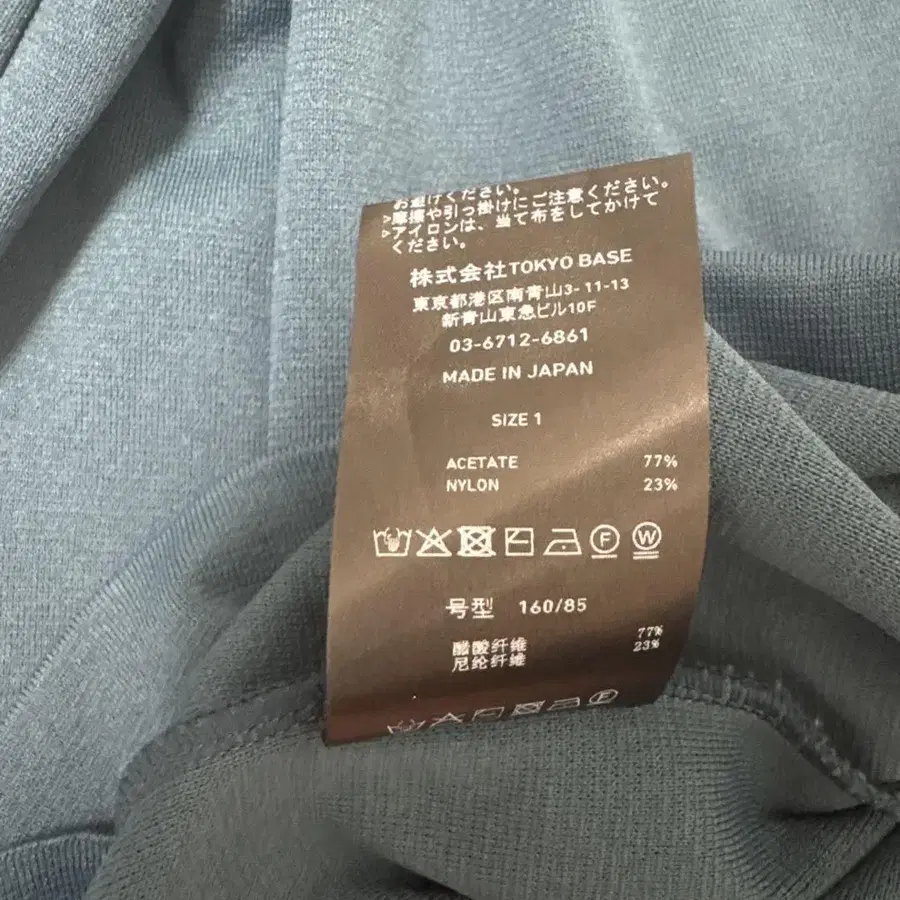 お避けください。
>摩擦や引っ掛けにご注意ください。
>アイロンは、当て布をしてかけて
ください。
株式会社TOKYO BASE
東京都港区南青山3-11-13
新青山東急ビル10F
03-6712-6861
MADE IN JAPAN
SIZE 1
ACETATE 77%
NYLON 23%
F W
号型 160/85
醋酸纤维 77%
尼纶纤维 23%
F